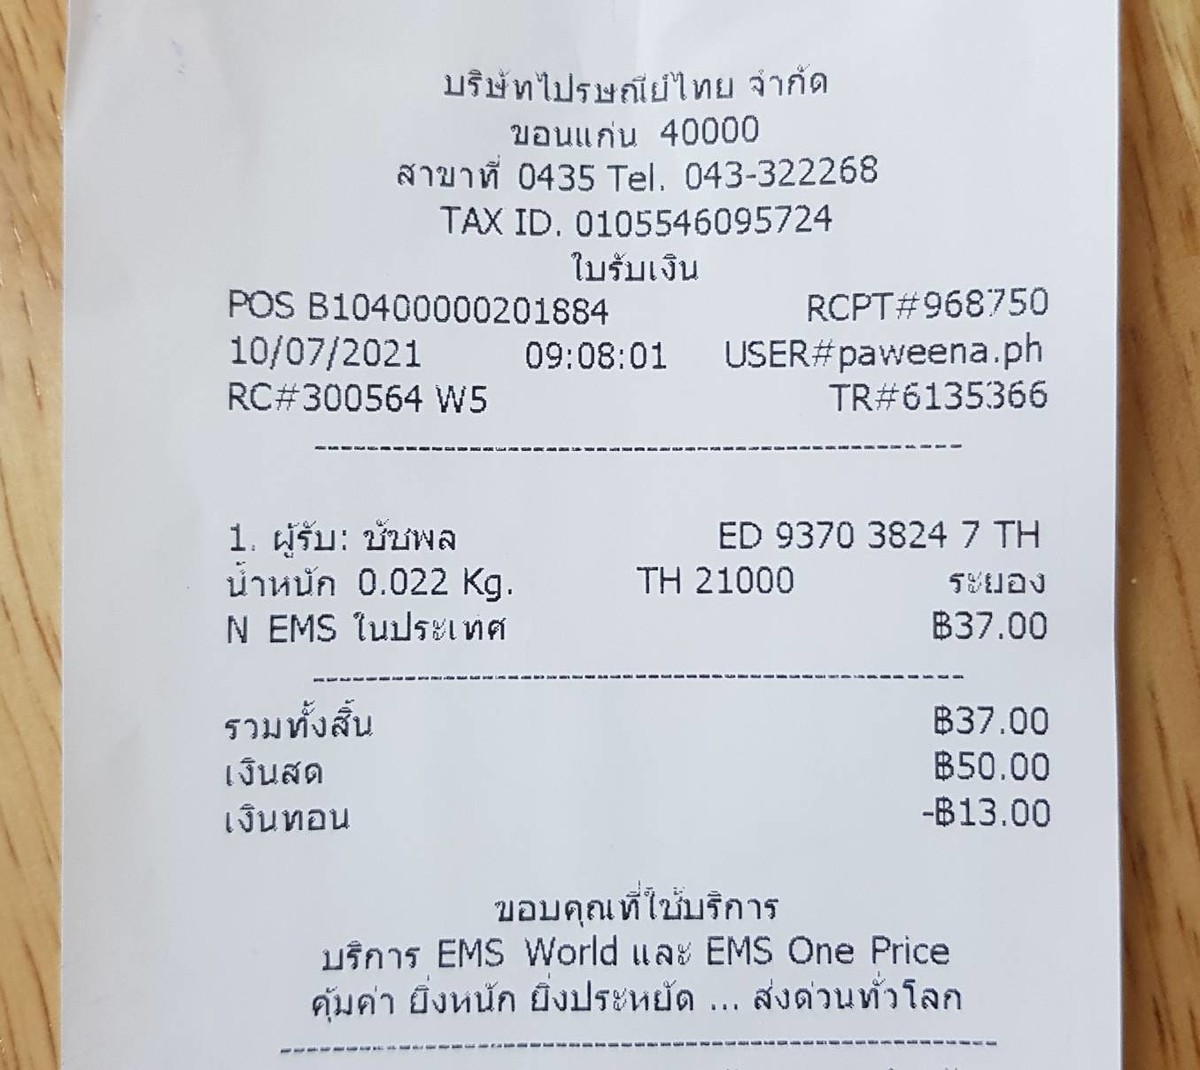 บริษัทไปรษณีย์ไทย จำกัด
ขอนแก่น 40000
สาขาที่ 0435 Tel. 043-322268
TAX ID. 0105546095724
ใบรับเงิน
POS B10400000201884 RCPT#968750
10/07/2021 09:08:01 USER#paweena.ph
RC#300564 W5 TR#6135366
1. ผู้รับ: ชัชพล ED 9370 3824 7 TH
น้ำหนัก 0.022 Kg. TH 21000 ระยอง
N EMS ในประเทศ ฿37.00
รวมทั้งสิ้น ฿37.00
เงินสด ฿50.00
เงินทอน -฿13.00
ขอบคุณที่ใช้บริการ
บริการ EMS World และ EMS One Price
คุ้มค่า ยิ่งหนัก ยิ่งประหยัด ... ส่งด่วนทั่วโลก